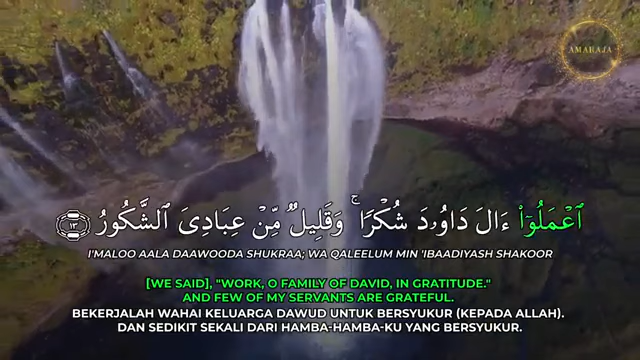 AMARAJA
ٱعْمَلُوٓا۟ ءَالَ دَاوُۥدَ شُكْرًا ۚ وَقَلِيلٌ مِّنْ عِبَادِىَ ٱلشَّكُورُ ١٣
I'MALOO AALA DAAWOODA SHUKRAA; WA QALEELUM MIN 'IBAADIYASH SHAKOOR
[WE SAID], "WORK, O FAMILY OF DAVID, IN GRATITUDE."
AND FEW OF MY SERVANTS ARE GRATEFUL.
BEKERJALAH WAHAI KELUARGA DAWUD UNTUK BERSYUKUR (KEPADA ALLAH).
DAN SEDIKIT SEKALI DARI HAMBA-HAMBA-KU YANG BERSYUKUR.